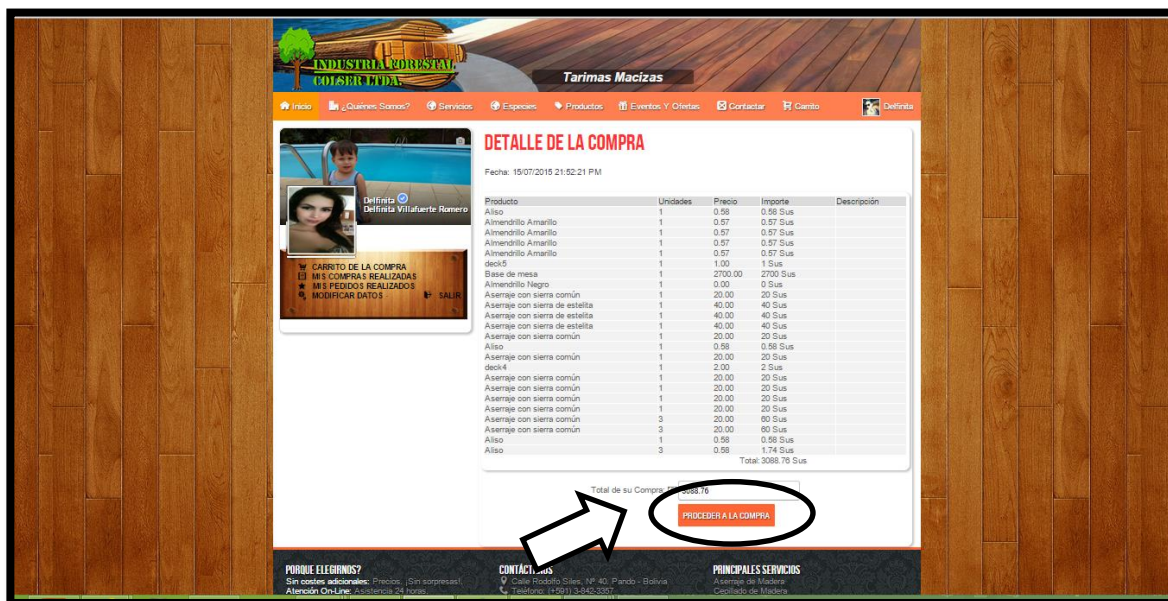 INDUSTRIA FORESTAL
COLSER LTDA.
Tarimas Macizas
Inicio ¿Quiénes Somos? Servicios Especies Productos Eventos Y Ofertas Contactar Carrito Delfinita
Delfinita
Delfinita Villafuerte Romero
CARRITO DE LA COMPRA
MIS COMPRAS REALIZADAS
MIS PEDIDOS REALIZADOS
MODIFICAR DATOS SALIR
DETALLE DE LA COMPRA
Fecha: 15/07/2015 21:52:21 PM
Producto Unidades Precio Importe Descripción
Aliso 1 0.58 0.58 Sus
Almendrillo Amarillo 1 0.57 0.57 Sus
Almendrillo Amarillo 1 0.57 0.57 Sus
Almendrillo Amarillo 1 0.57 0.57 Sus
Almendrillo Amarillo 1 0.57 0.57 Sus
deck5 1 1.00 1 Sus
Base de mesa 1 2700.00 2700 Sus
Almendrillo Negro 1 0.00 0 Sus
Aserraje con sierra común 1 20.00 20 Sus
Aserraje con sierra de estelita 1 40.00 40 Sus
Aserraje con sierra de estelita 1 40.00 40 Sus
Aserraje con sierra de estelita 1 40.00 40 Sus
Aserraje con sierra común 1 20.00 20 Sus
Aliso 1 0.58 0.58 Sus
Aserraje con sierra común 1 20.00 20 Sus
deck4 1 2.00 2 Sus
Aserraje con sierra común 1 20.00 20 Sus
Aserraje con sierra común 1 20.00 20 Sus
Aserraje con sierra común 1 20.00 20 Sus
Aserraje con sierra común 1 20.00 20 Sus
Aserraje con sierra común 3 20.00 60 Sus
Aserraje con sierra común 3 20.00 60 Sus
Aliso 1 0.58 0.58 Sus
Aliso 3 0.58 1.74 Sus
Total: 3088.76 Sus
Total de su Compra: 3088.76
PROCEDER A LA COMPRA
PORQUE ELEGIRNOS?
Sin costes adicionales: Precios, ¡Sin sorpresas!.
Atención On-Line: Asistencia 24 horas.
Calle Rodolfo Siles, Nº 40, Pando - Bolivia
Teléfono: (+591) 3-842-3357
PRINCIPALES SERVICIOS
Aserraje de Madera
Cepillado de Madera